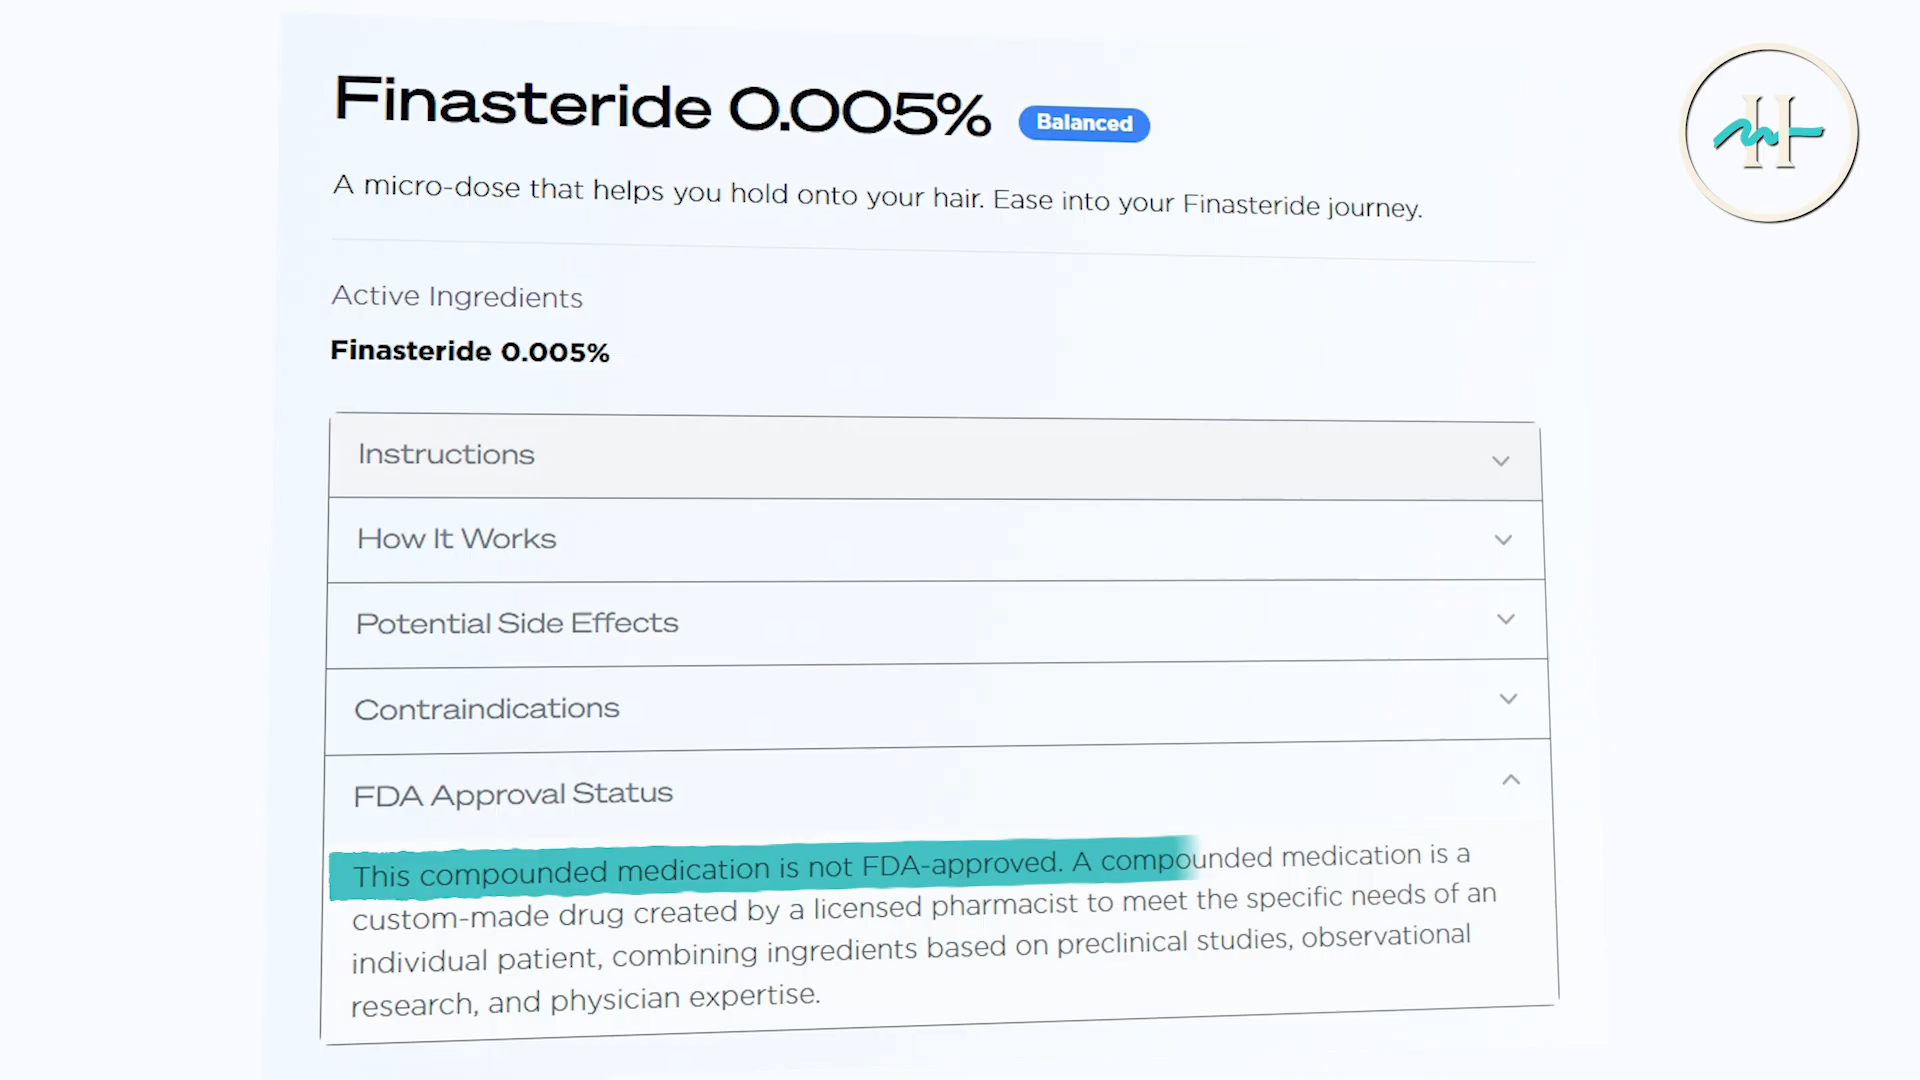 Finasteride 0.005%
Balanced
A micro-dose that helps you hold onto your hair. Ease into your Finasteride journey.
Active Ingredients
Finasteride 0.005%
Instructions
How It Works
Potential Side Effects
Contraindications
FDA Approval Status
This compounded medication is not FDA-approved. A compounded medication is a
custom-made drug created by a licensed pharmacist to meet the specific needs of an
individual patient, combining ingredients based on preclinical studies, observational
research, and physician expertise.
H